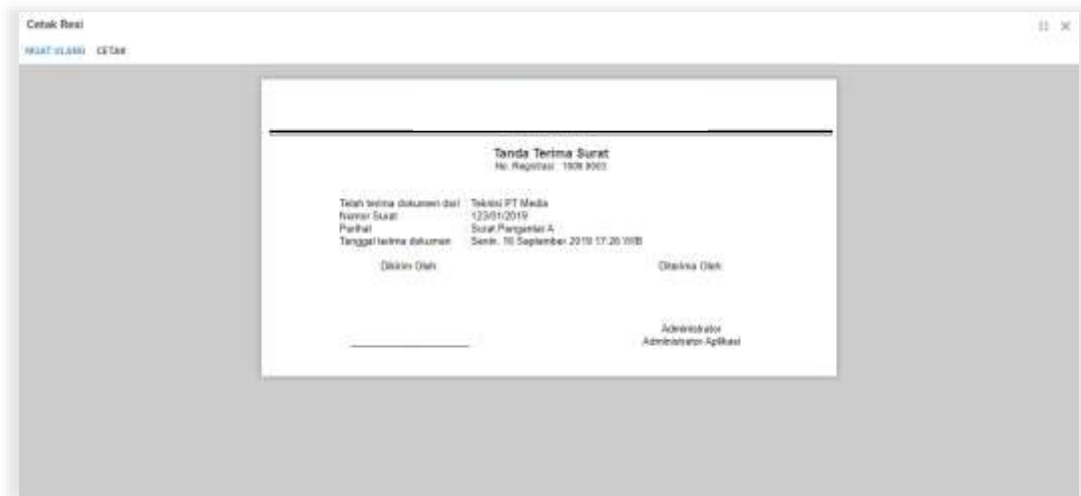 Cetak Resi
MUAT ULANG CETAK
Tanda Terima Surat
No. Registrasi : 1909.0003
Telah terima dokumen dari : Teknisi PT Media
Nomor Surat : 123/01/2019
Perihal : Surat Pengantar A
Tanggal terima dokumen : Senin, 16 September 2019 17:26 WIB
Dikirim Oleh Diterima Oleh
Administrator
Administrator Aplikasi